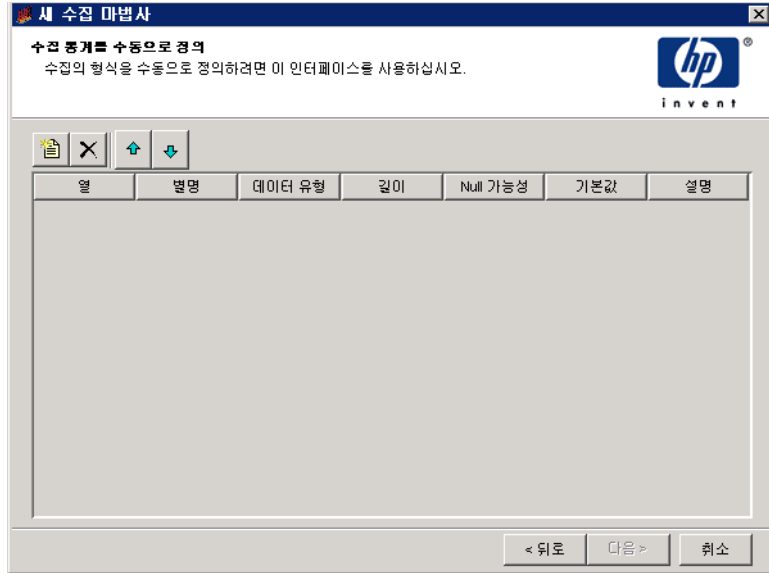 새 수집 마법사
수집 통계를 수동으로 정의
수집의 형식을 수동으로 정의하려면 이 인터페이스를 사용하십시오.
hp
®
invent
열 별명 데이터 유형 길이 Null 가능성 기본값 설명
< 뒤로 다음 > 취소